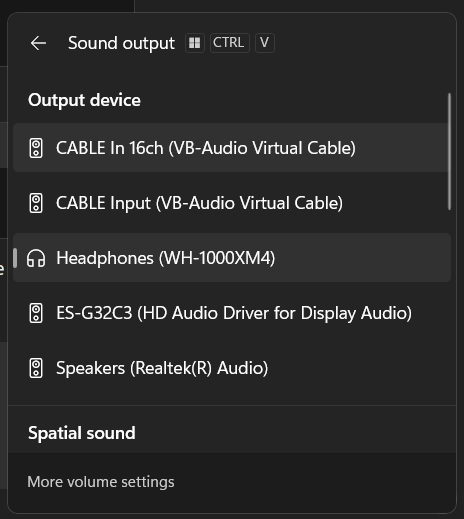 Sound output CTRL V
Output device
CABLE In 16ch (VB-Audio Virtual Cable)
CABLE Input (VB-Audio Virtual Cable)
Headphones (WH-1000XM4)
e
ES-G32C3 (HD Audio Driver for Display Audio)
Speakers (Realtek(R) Audio)
Spatial sound
More volume settings